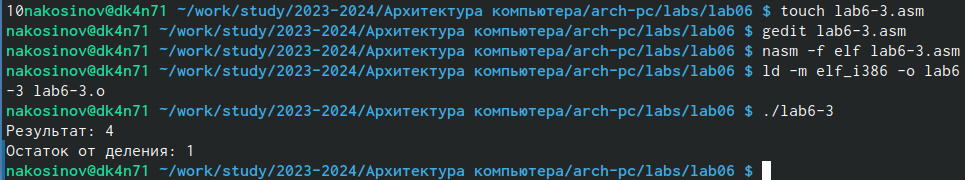 10nakosinov@dk4n71 ~/work/study/2023-2024/Архитектура компьютера/arch-pc/labs/lab06 $ touch lab6-3.asm
nakosinov@dk4n71 ~/work/study/2023-2024/Архитектура компьютера/arch-pc/labs/lab06 $ gedit lab6-3.asm
nakosinov@dk4n71 ~/work/study/2023-2024/Архитектура компьютера/arch-pc/labs/lab06 $ nasm -f elf lab6-3.asm
nakosinov@dk4n71 ~/work/study/2023-2024/Архитектура компьютера/arch-pc/labs/lab06 $ ld -m elf_i386 -o lab6
-3 lab6-3.o
nakosinov@dk4n71 ~/work/study/2023-2024/Архитектура компьютера/arch-pc/labs/lab06 $ ./lab6-3
Результат: 4
Остаток от деления: 1
nakosinov@dk4n71 ~/work/study/2023-2024/Архитектура компьютера/arch-pc/labs/lab06 $